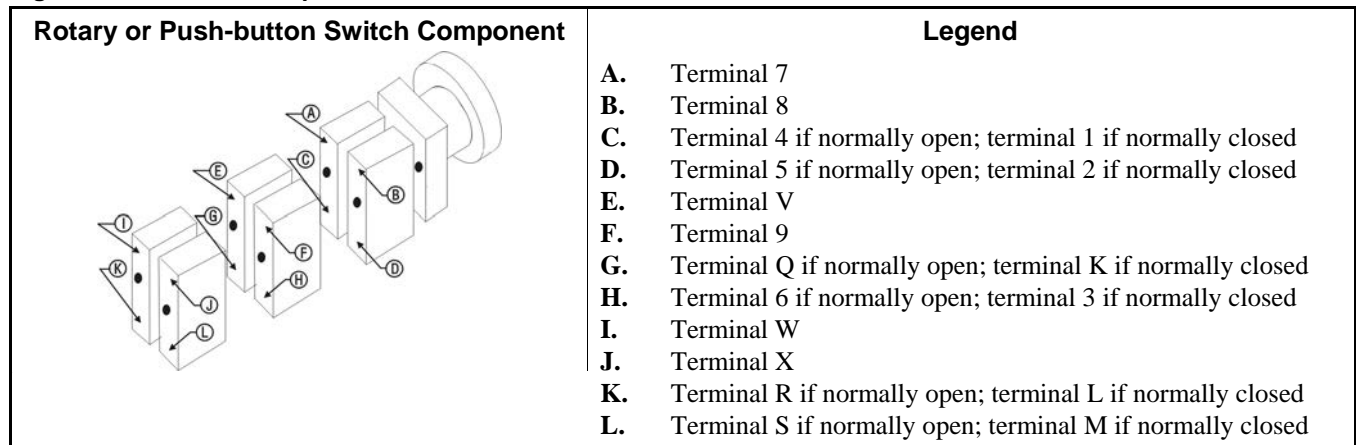 Rotary or Push-button Switch Component
Legend
A
B
C
D
E
F
G
H
I
J
K
L
A. Terminal 7
B. Terminal 8
C. Terminal 4 if normally open; terminal 1 if normally closed
D. Terminal 5 if normally open; terminal 2 if normally closed
E. Terminal V
F. Terminal 9
G. Terminal Q if normally open; terminal K if normally closed
H. Terminal 6 if normally open; terminal 3 if normally closed
I. Terminal W
J. Terminal X
K. Terminal R if normally open; terminal L if normally closed
L. Terminal S if normally open; terminal M if normally closed